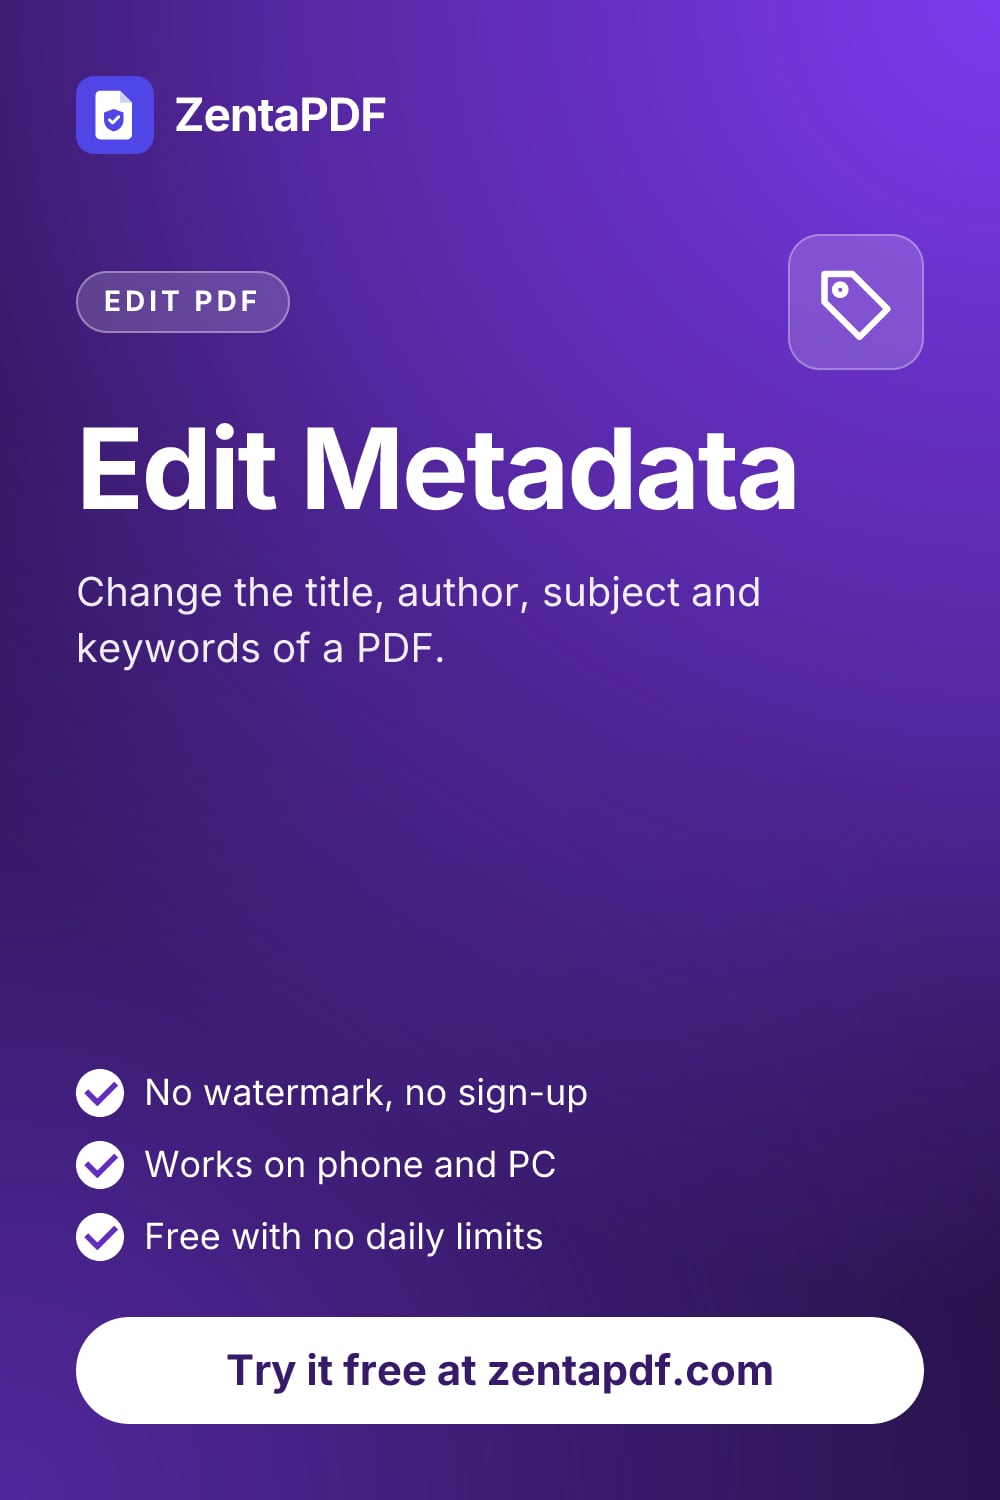 ZentaPDF
EDIT PDF
Edit Metadata
Change the title, author, subject and
keywords of a PDF.
No watermark, no sign-up
Works on phone and PC
Free with no daily limits
Try it free at zentapdf.com